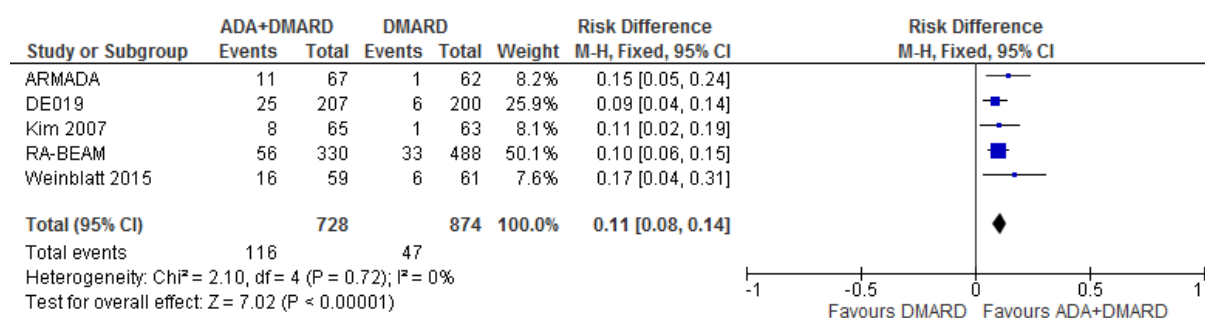 ADA+DMARD DMARD Risk Difference Risk Difference
Study or Subgroup Events Total Events Total Weight M-H, Fixed, 95% CI M-H, Fixed, 95% CI
ARMADA 11 67 1 62 8.2% 0.15 [0.05, 0.24]
DE019 25 207 6 200 25.9% 0.09 [0.04, 0.14]
Kim 2007 8 65 1 63 8.1% 0.11 [0.02, 0.19]
RA-BEAM 56 330 33 488 50.1% 0.10 [0.06, 0.15]
Weinblatt 2015 16 59 6 61 7.6% 0.17 [0.04, 0.31]
Total (95% CI) 728 874 100.0% 0.11 [0.08, 0.14]
Total events 116 47
Heterogeneity: Chi² = 2.10, df = 4 (P = 0.72); I² = 0%
Test for overall effect: Z = 7.02 (P < 0.00001)
-1 -0.5 0 0.5 1
Favours DMARD Favours ADA+DMARD